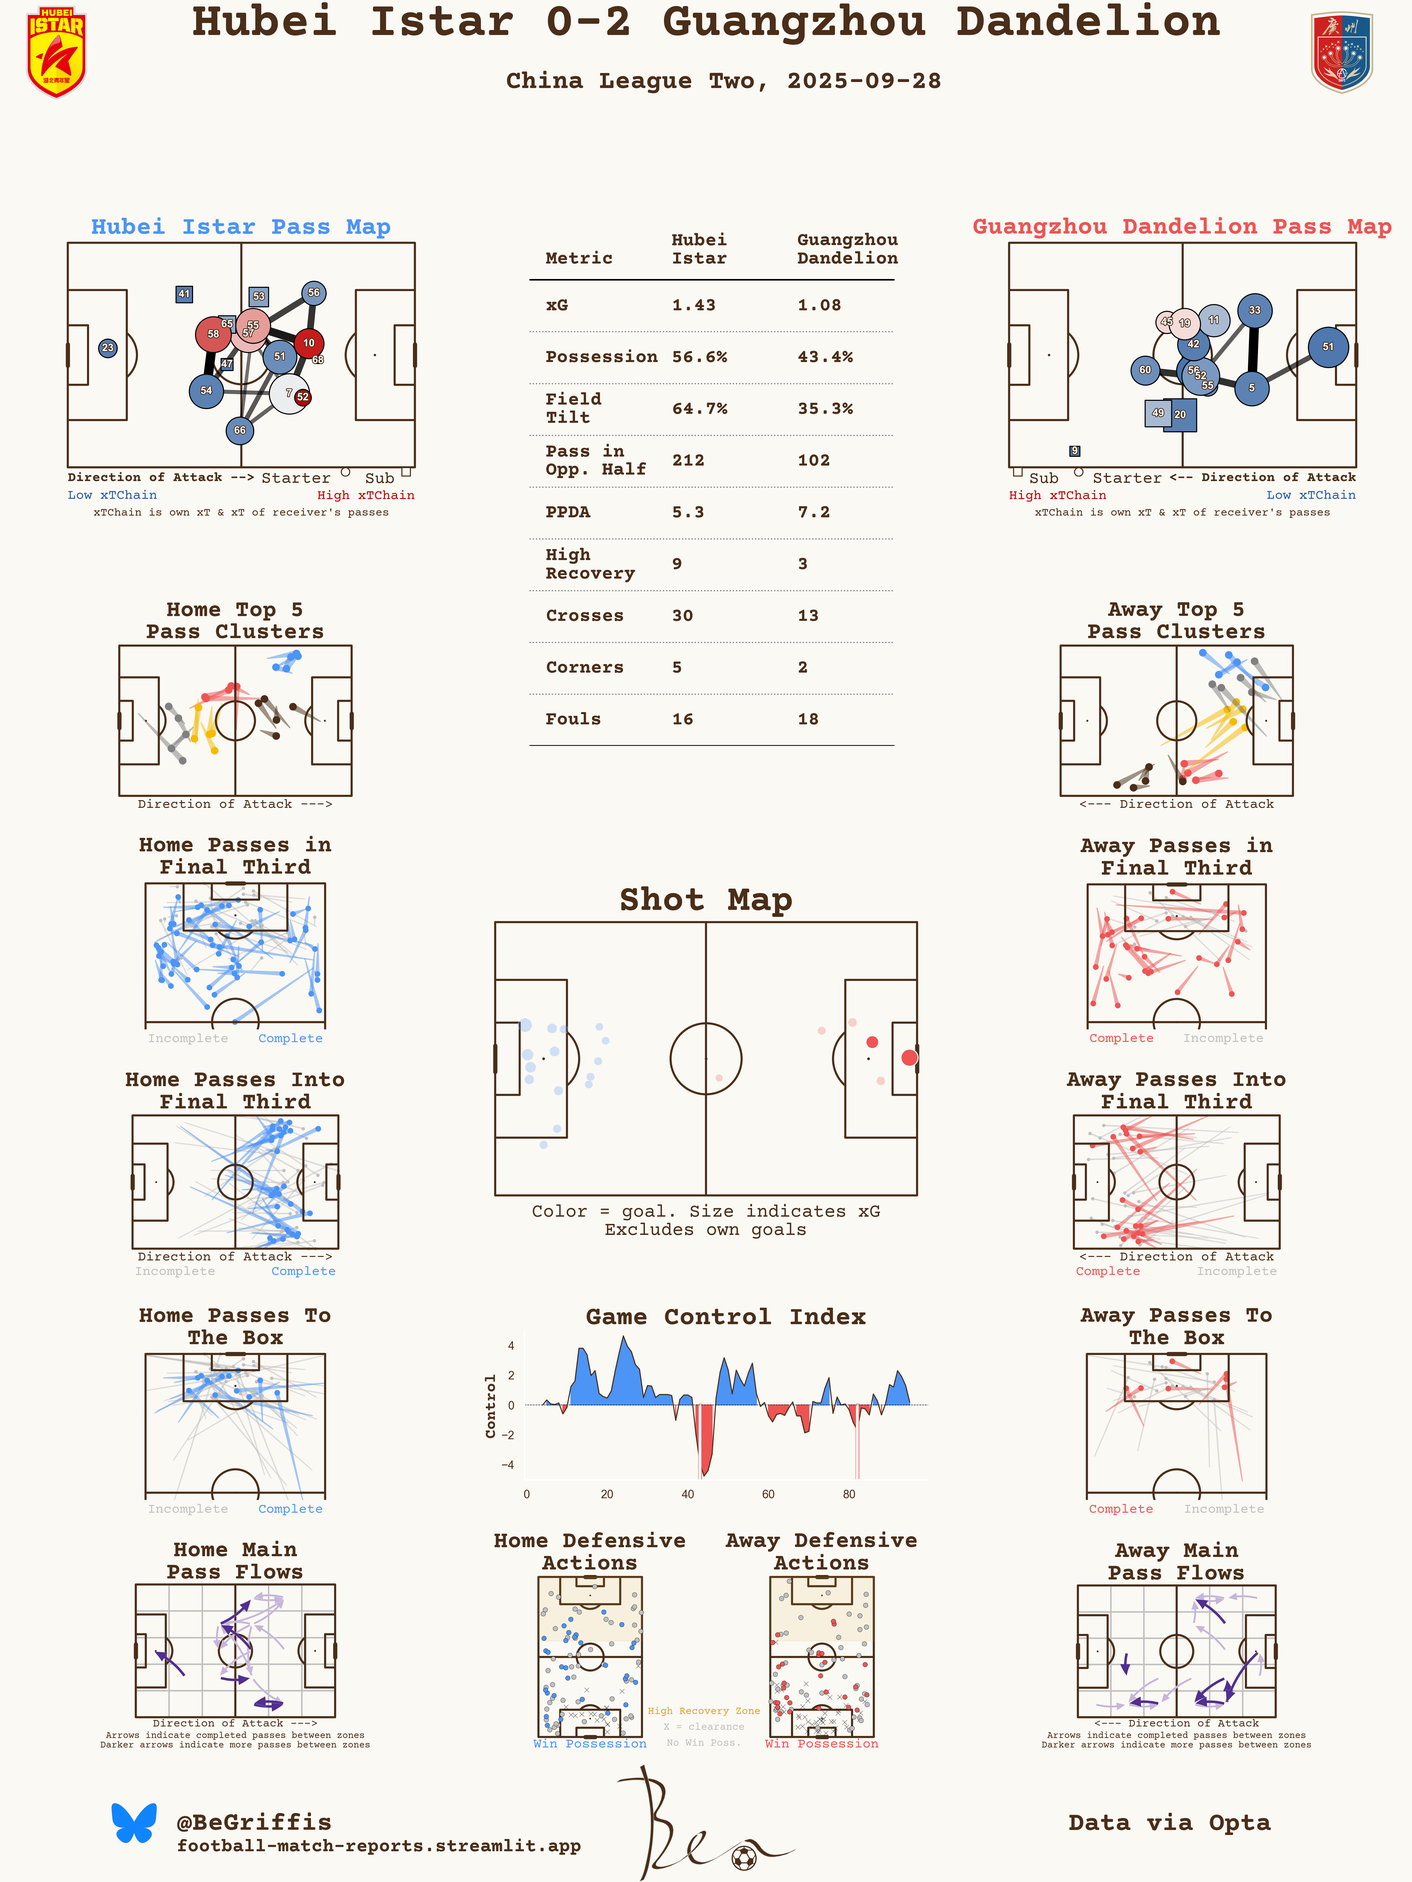 Hubei Istar 0-2 Guangzhou Dandelion
China League Two, 2025-09-28
HUBEI
ISTAR
湖北青年星
廣州
Hubei Istar Pass Map
41
53
56
65
58
55
57
10
68
23
47
51
54
7
52
66
Direction of Attack --> Starter Sub
Low xTChain High xTChain
xTChain is own xT & xT of receiver's passes
Metric Hubei Istar Guangzhou Dandelion
xG 1.43 1.08
Possession 56.6% 43.4%
Field Tilt 64.7% 35.3%
Pass in Opp. Half 212 102
PPDA 5.3 7.2
High Recovery 9 3
Crosses 30 13
Corners 5 2
Fouls 16 18
Guangzhou Dandelion Pass Map
45
19
11
33
42
51
60
56
52
55
5
49
20
9
Sub Starter <-- Direction of Attack
High xTChain Low xTChain
xTChain is own xT & xT of receiver's passes
Home Top 5
Pass Clusters
Direction of Attack --->
Away Top 5
Pass Clusters
<--- Direction of Attack
Home Passes in
Final Third
Incomplete Complete
Away Passes in
Final Third
Complete Incomplete
Shot Map
Color = goal. Size indicates xG
Excludes own goals
Home Passes Into
Final Third
Direction of Attack --->
Incomplete Complete
Away Passes Into
Final Third
<--- Direction of Attack
Complete Incomplete
Home Passes To
The Box
Incomplete Complete
Game Control Index
Control
4
2
0
−2
−4
0 20 40 60 80
Away Passes To
The Box
Complete Incomplete
Home Main
Pass Flows
Direction of Attack --->
Arrows indicate completed passes between zones
Darker arrows indicate more passes between zones
Home Defensive
Actions
Win Possession
High Recovery Zone
X = clearance
No Win Poss.
Away Defensive
Actions
Win Possession
Away Main
Pass Flows
<--- Direction of Attack
Arrows indicate completed passes between zones
Darker arrows indicate more passes between zones
@BeGriffis
football-match-reports.streamlit.app
Ben
Data via Opta